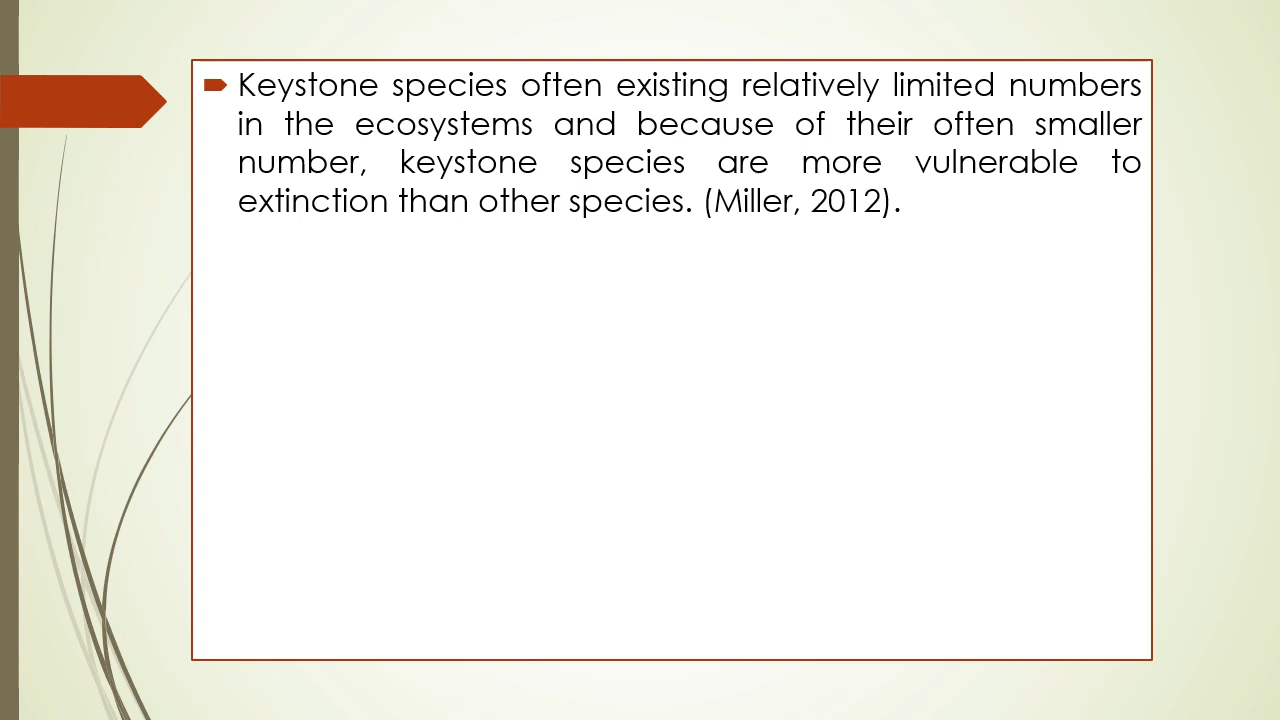 Keystone species often existing relatively limited numbers
in the ecosystems and because of their often smaller
number, keystone species are more vulnerable to
extinction than other species. (Miller, 2012).